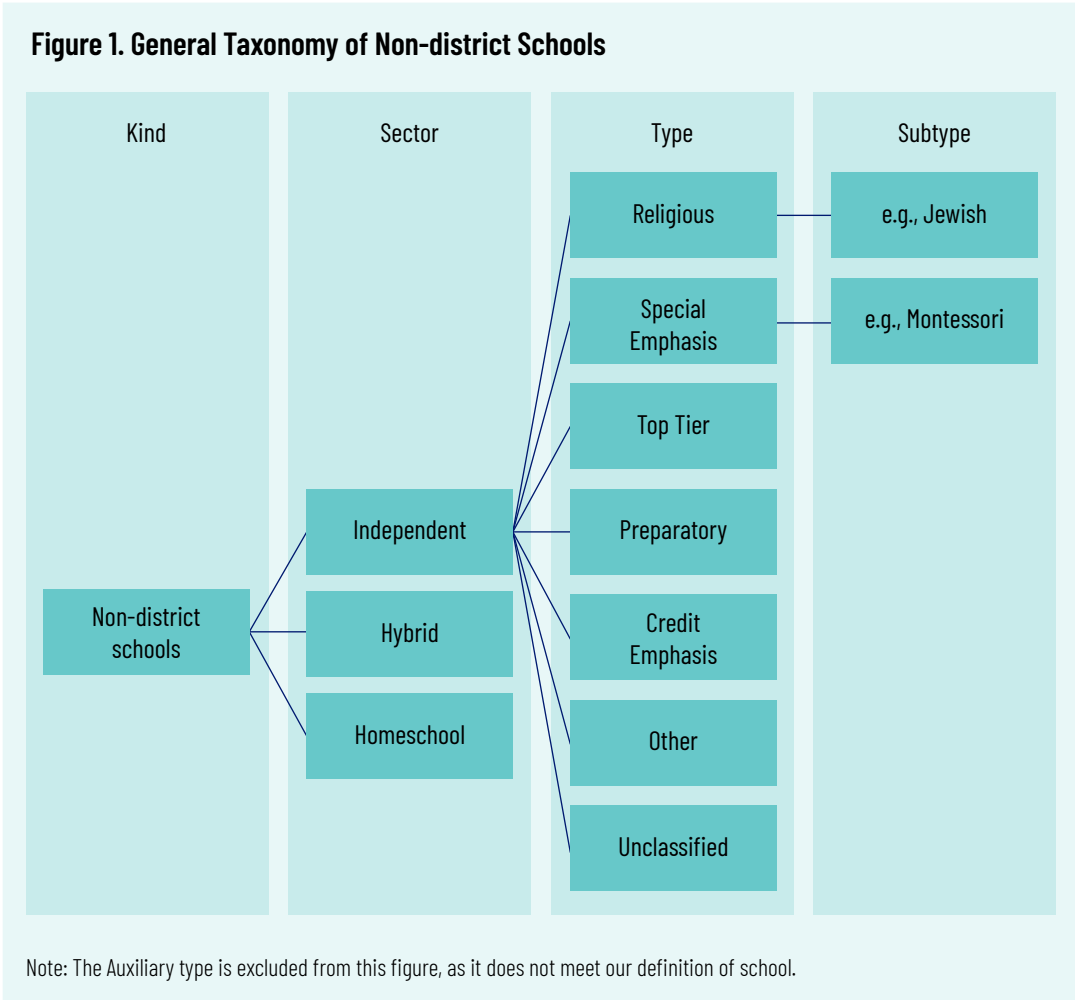 Figure 1. General Taxonomy of Non-district Schools
Kind
Sector
Type
Subtype
Non-district
schools
Independent
Hybrid
Homeschool
Religious
Special
Emphasis
Top Tier
Preparatory
Credit
Emphasis
Other
Unclassified
e.g., Jewish
e.g., Montessori
Note: The Auxiliary type is excluded from this figure, as it does not meet our definition of school.